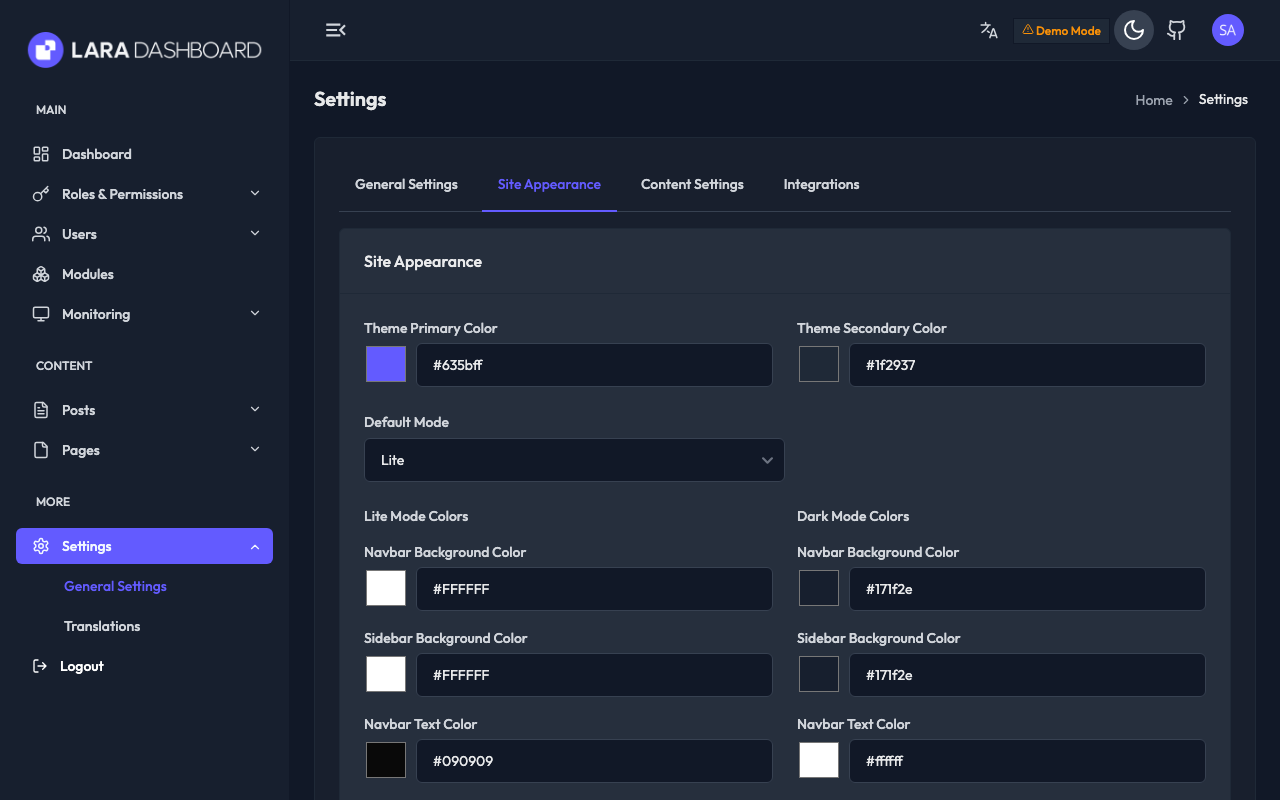 LARA DASHBOARD
Demo Mode
SA
MAIN
Dashboard
Roles & Permissions
Users
Modules
Monitoring
CONTENT
Posts
Pages
MORE
Settings
General Settings
Translations
Logout
Settings
Home > Settings
General Settings
Site Appearance
Content Settings
Integrations
Site Appearance
Theme Primary Color
#635bff
Theme Secondary Color
#1f2937
Default Mode
Lite
Lite Mode Colors
Dark Mode Colors
Navbar Background Color
#FFFFFF
Navbar Background Color
#171f2e
Sidebar Background Color
#FFFFFF
Sidebar Background Color
#171f2e
Navbar Text Color
#090909
Navbar Text Color
#ffffff